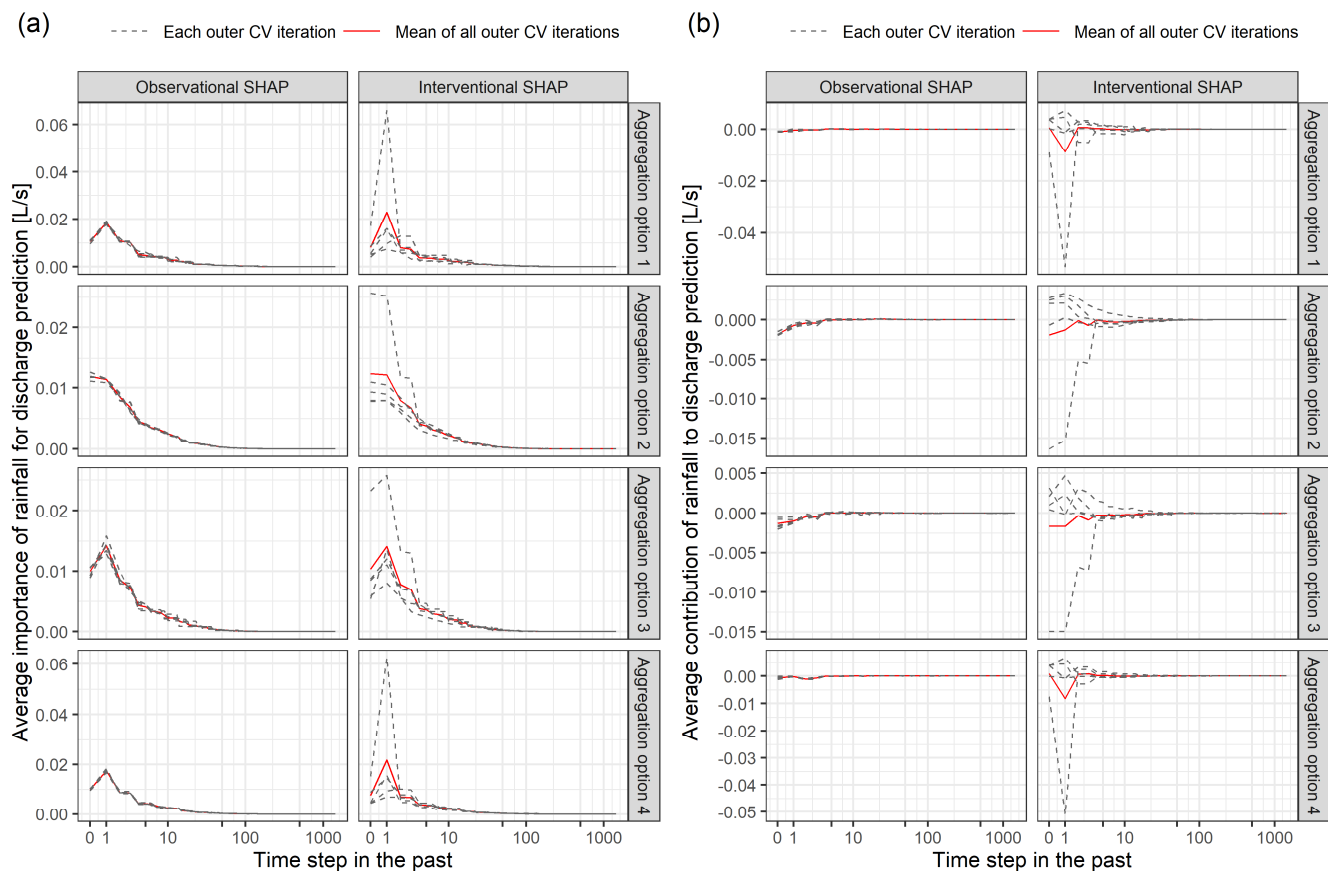 (a)
Each outer CV iteration
Mean of all outer CV iterations
Observational SHAP
Interventional SHAP
Average importance of rainfall for discharge prediction [L/s]
0.06
0.04
0.02
0.00
Aggregation option 1
0.02
0.01
0.00
Aggregation option 2
0.02
0.01
0.00
Aggregation option 3
0.06
0.04
0.02
0.00
Aggregation option 4
0 1 10 100 1000
0 1 10 100 1000
Time step in the past
(b)
Each outer CV iteration
Mean of all outer CV iterations
Observational SHAP
Interventional SHAP
Average contribution of rainfall to discharge prediction [L/s]
0.00
-0.02
-0.04
Aggregation option 1
0.000
-0.005
-0.010
-0.015
Aggregation option 2
0.005
0.000
-0.005
-0.010
-0.015
Aggregation option 3
0.00
-0.01
-0.02
-0.03
-0.04
-0.05
Aggregation option 4
0 1 10 100 1000
0 1 10 100 1000
Time step in the past